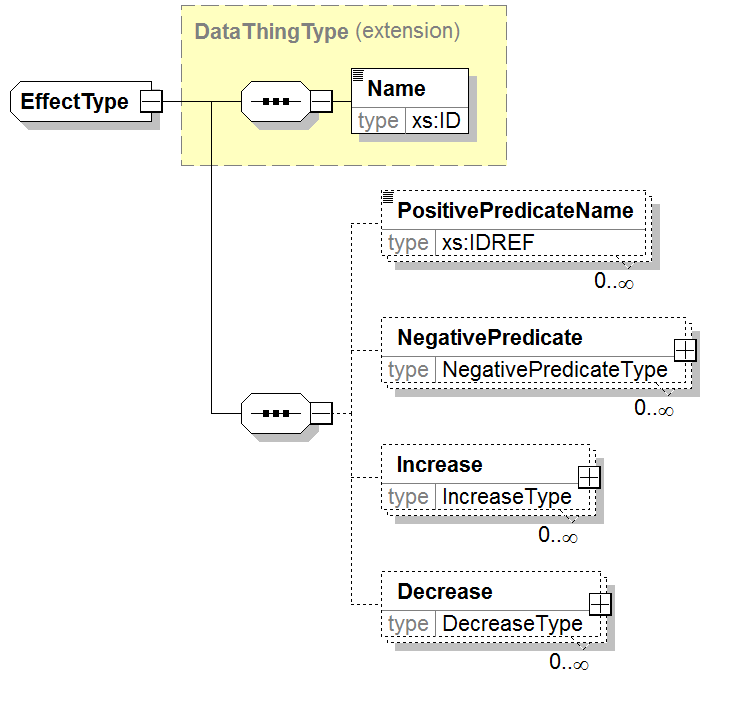 DataThingType (extension)
EffectType
Name
type xs:ID
PositivePredicateName
type xs:IDREF
0..∞
NegativePredicate
type NegativePredicateType
0..∞
Increase
type IncreaseType
0..∞
Decrease
type DecreaseType
0..∞